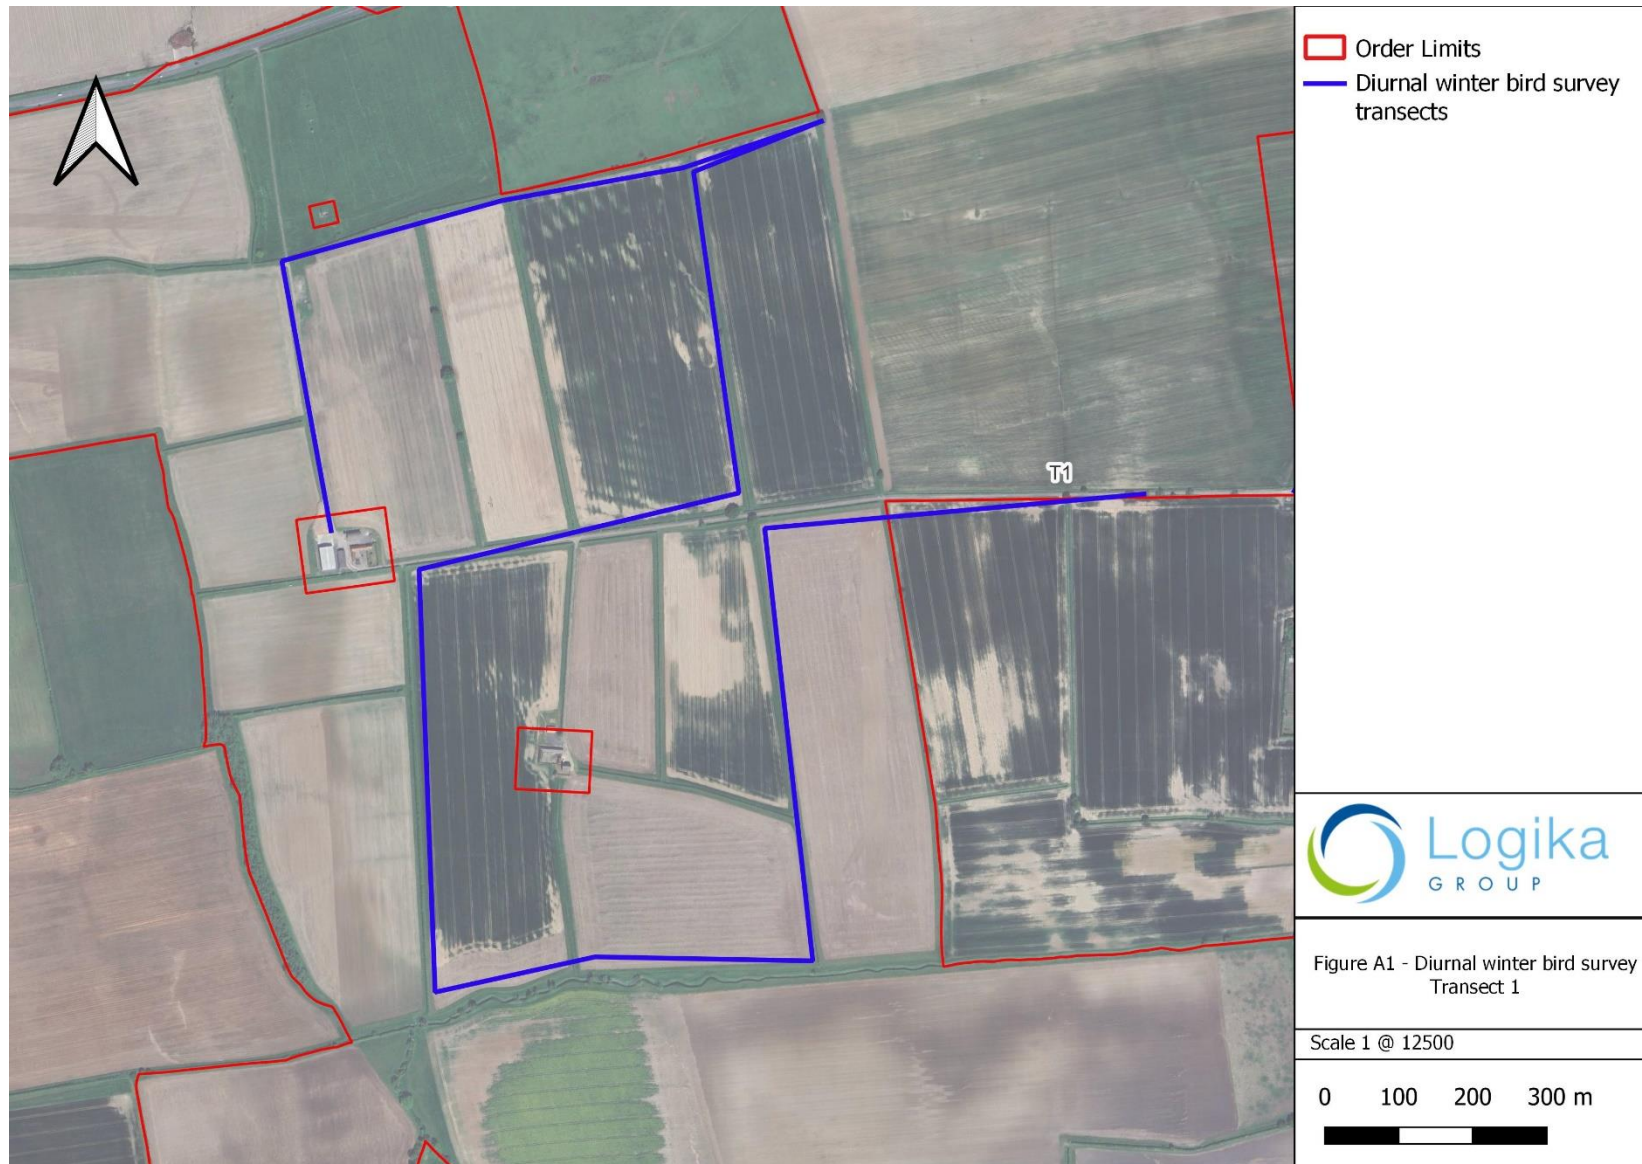 Order Limits
Diurnal winter bird survey
transects
T1
Logika
GROUP
Figure A1 - Diurnal winter bird survey
Transect 1
Scale 1 @ 12500
0 100 200 300 m